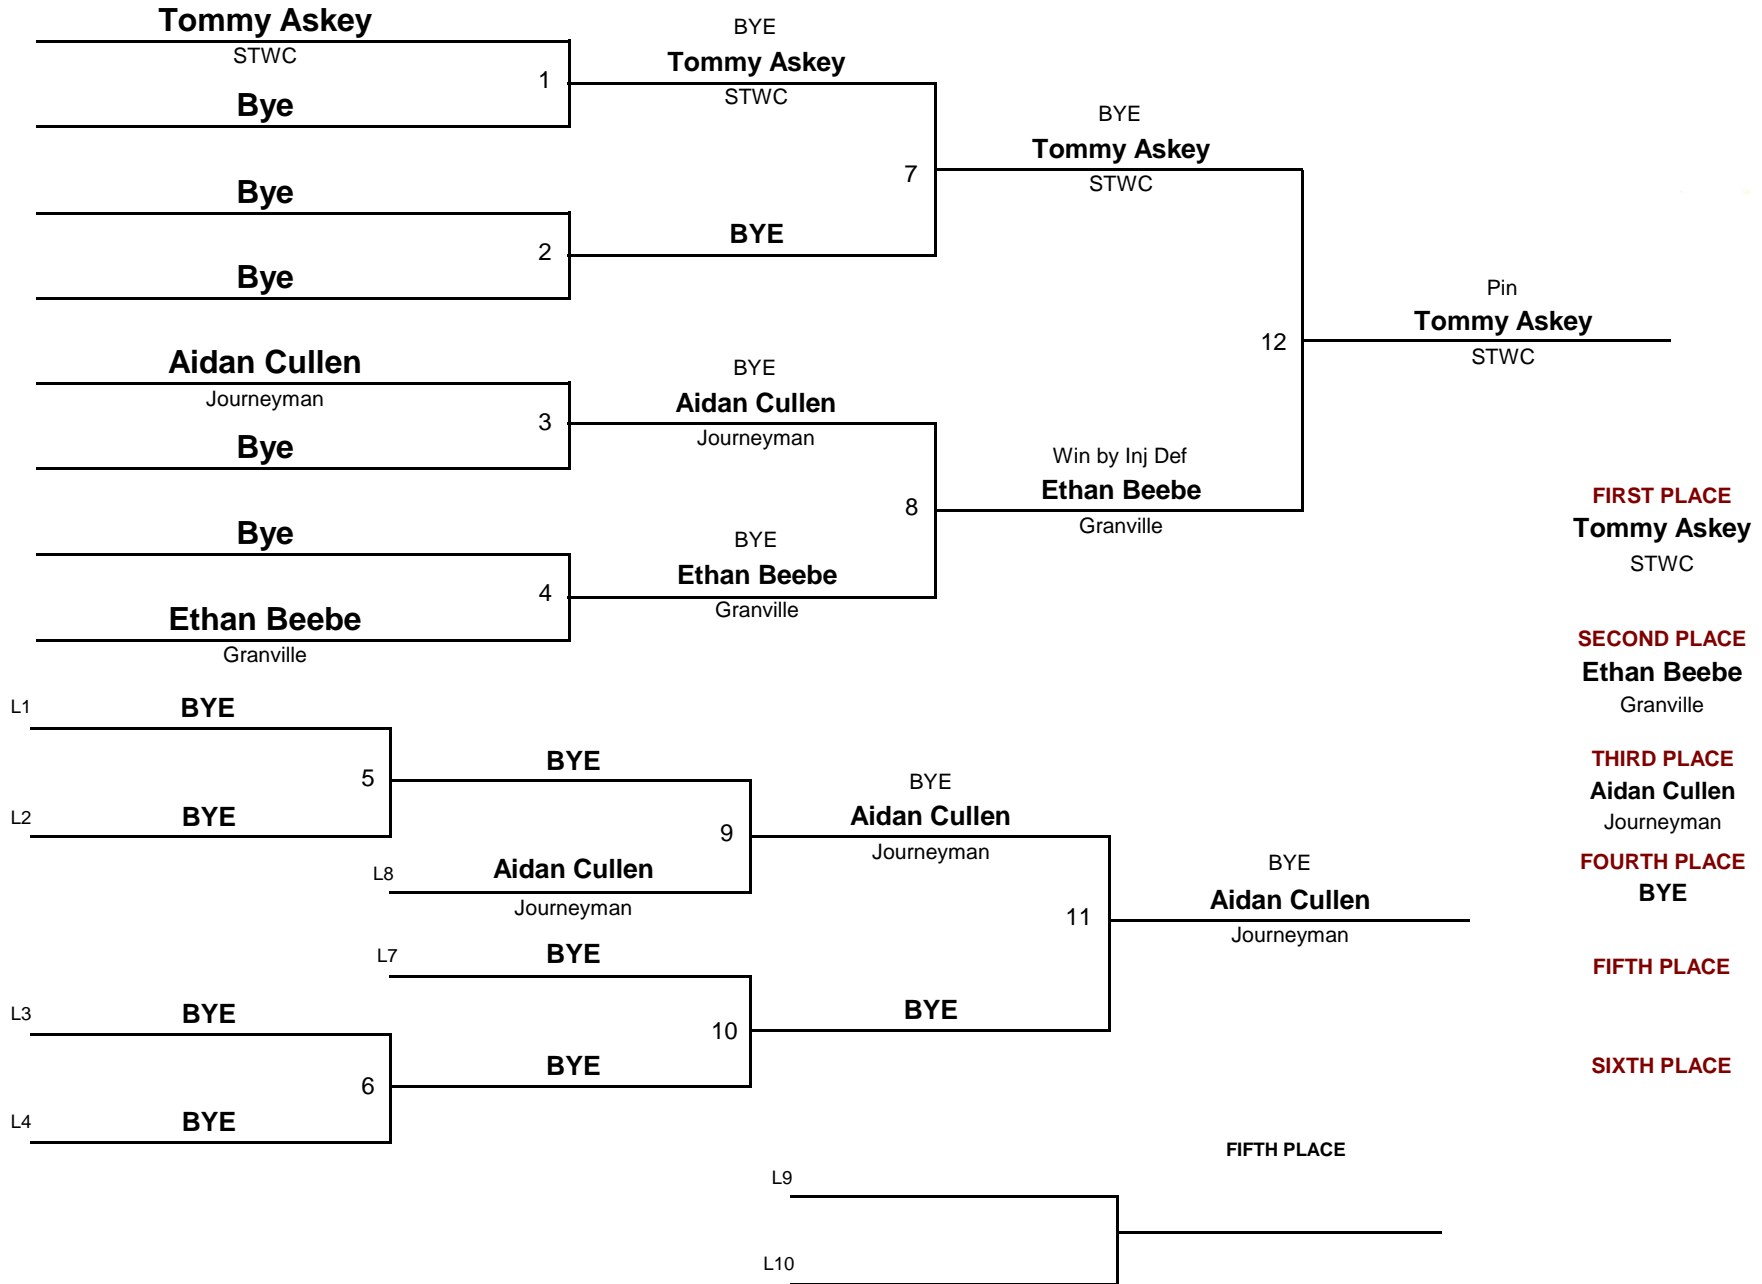 Tommy Askey
STWC
1
Bye
Bye
2
Bye
Aidan Cullen
Journeyman
3
Bye
Bye
4
Ethan Beebe
Granville
BYE
Tommy Askey
STWC
7
BYE
BYE
Aidan Cullen
Journeyman
8
BYE
Ethan Beebe
Granville
BYE
Tommy Askey
STWC
12
Win by Inj Def
Ethan Beebe
Granville
Pin
Tommy Askey
STWC
FIRST PLACE
Tommy Askey
STWC
SECOND PLACE
Ethan Beebe
Granville
THIRD PLACE
Aidan Cullen
Journeyman
FOURTH PLACE
BYE
FIFTH PLACE
SIXTH PLACE
L1 BYE
5
L2 BYE
BYE
9
L8 Aidan Cullen
Journeyman
L7 BYE
10
BYE
L3 BYE
6
L4 BYE
BYE
Aidan Cullen
Journeyman
11
BYE
BYE
Aidan Cullen
Journeyman
FIFTH PLACE
L9
L10